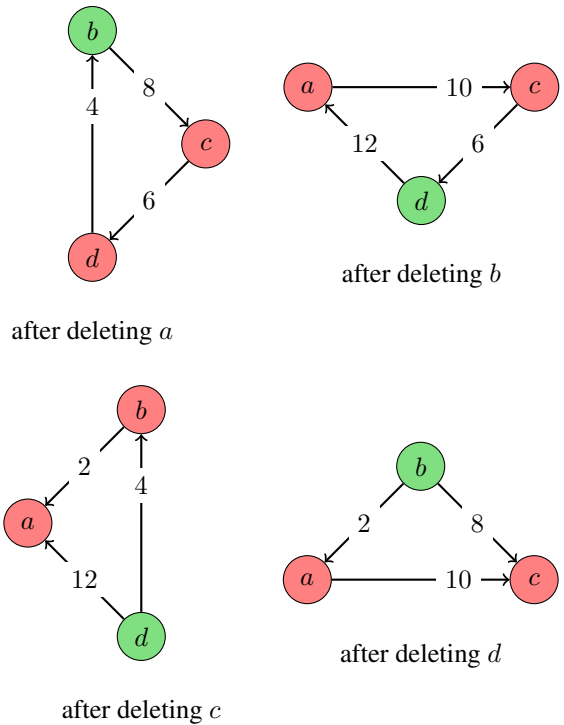 b
8
4
c
6
d
after deleting a
a
10
c
12
6
d
after deleting b
b
2
4
a
12
d
after deleting c
b
2
8
a
10
c
after deleting d